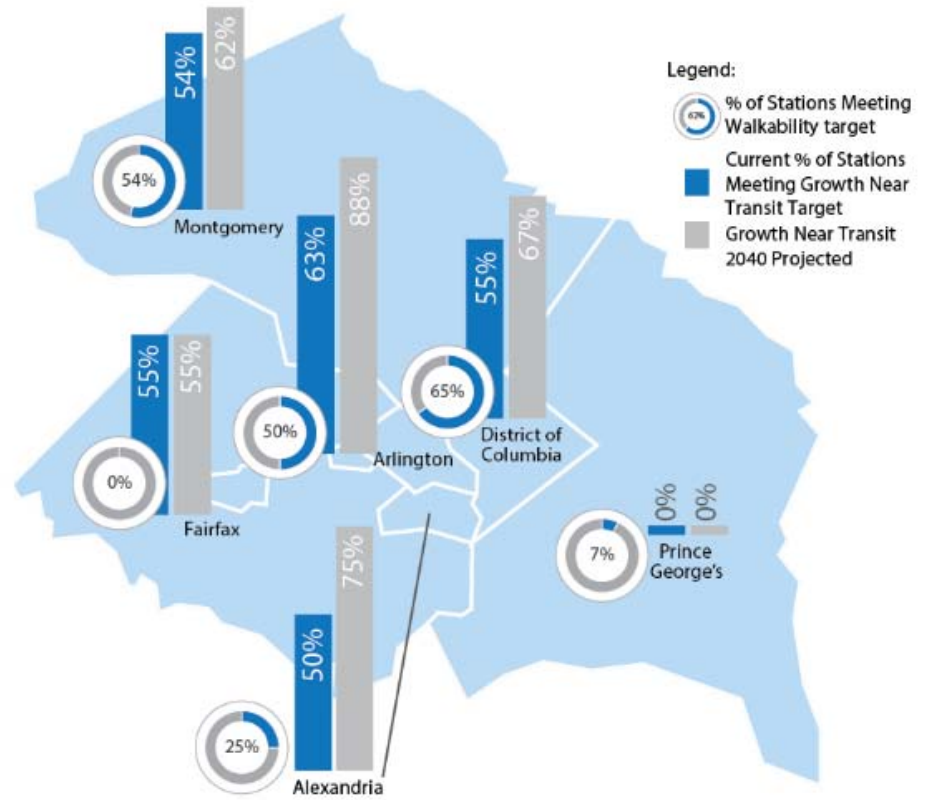 54%
62%
54%
Montgomery
Legend:
62%
% of Stations Meeting
Walkability target
Current % of Stations
Meeting Growth Near
Transit Target
Growth Near Transit
2040 Projected
63%
88%
50%
Arlington
55%
67%
65%
District of
Columbia
55%
55%
0%
Fairfax
0%
0%
7%
Prince
George's
50%
75%
25%
Alexandria